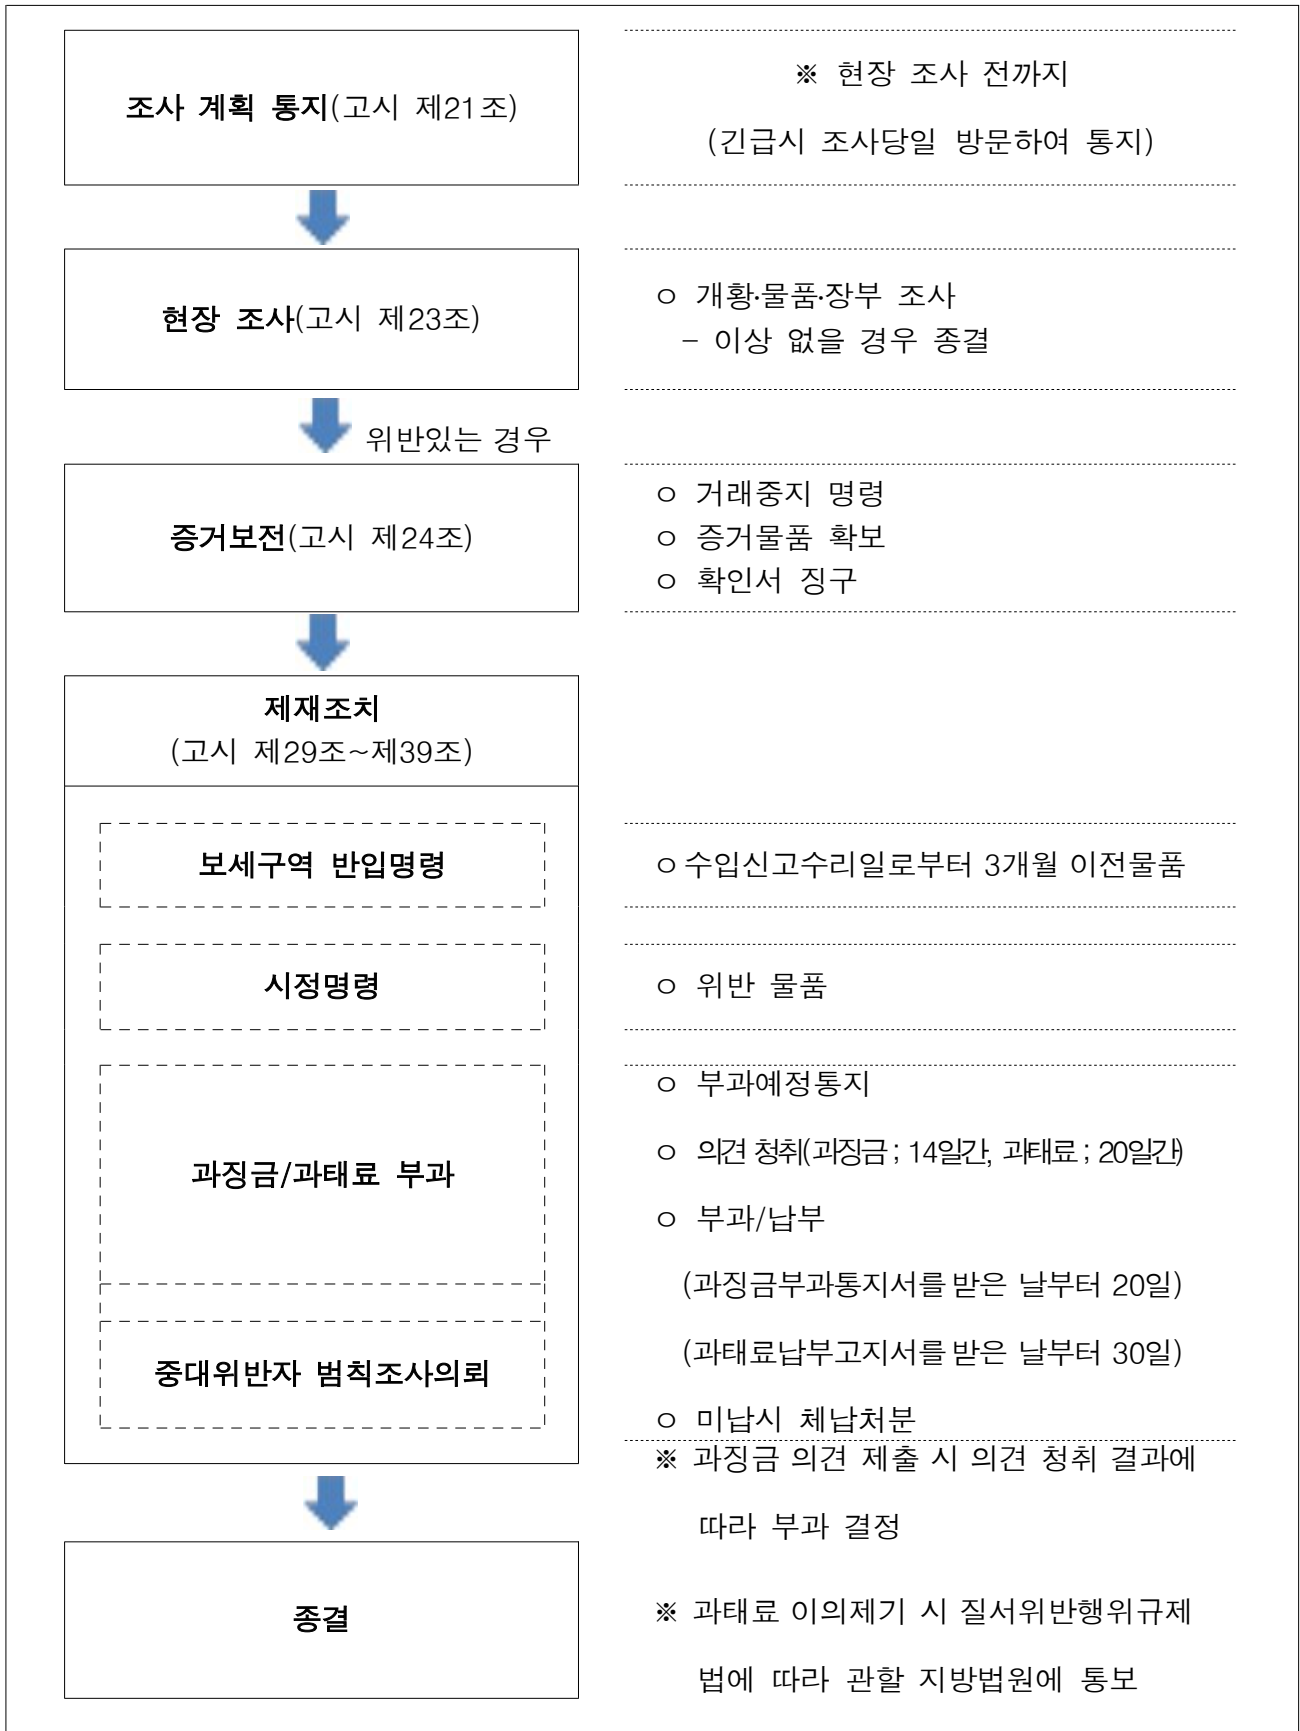 조사 계획 통지(고시 제21조)
※ 현장 조사 전까지
(긴급시 조사당일 방문하여 통지)
현장 조사(고시 제23조)
ㅇ 개황·물품·장부 조사
- 이상 없을 경우 종결
위반있는 경우
증거보전(고시 제24조)
ㅇ 거래중지 명령
ㅇ 증거물품 확보
ㅇ 확인서 징구
제재조치
(고시 제29조~제39조)
보세구역 반입명령
ㅇ수입신고수리일로부터 3개월 이전물품
시정명령
ㅇ 위반 물품
과징금/과태료 부과
ㅇ 부과예정통지
ㅇ 의견 청취(과징금 ; 14일간, 과태료 ; 20일간)
ㅇ 부과/납부
(과징금부과통지서를 받은 날부터 20일)
(과태료납부고지서를 받은 날부터 30일)
ㅇ 미납시 체납처분
중대위반자 범칙조사의뢰
※ 과징금 의견 제출 시 의견 청취 결과에
따라 부과 결정
종결
※ 과태료 이의제기 시 질서위반행위규제
법에 따라 관할 지방법원에 통보